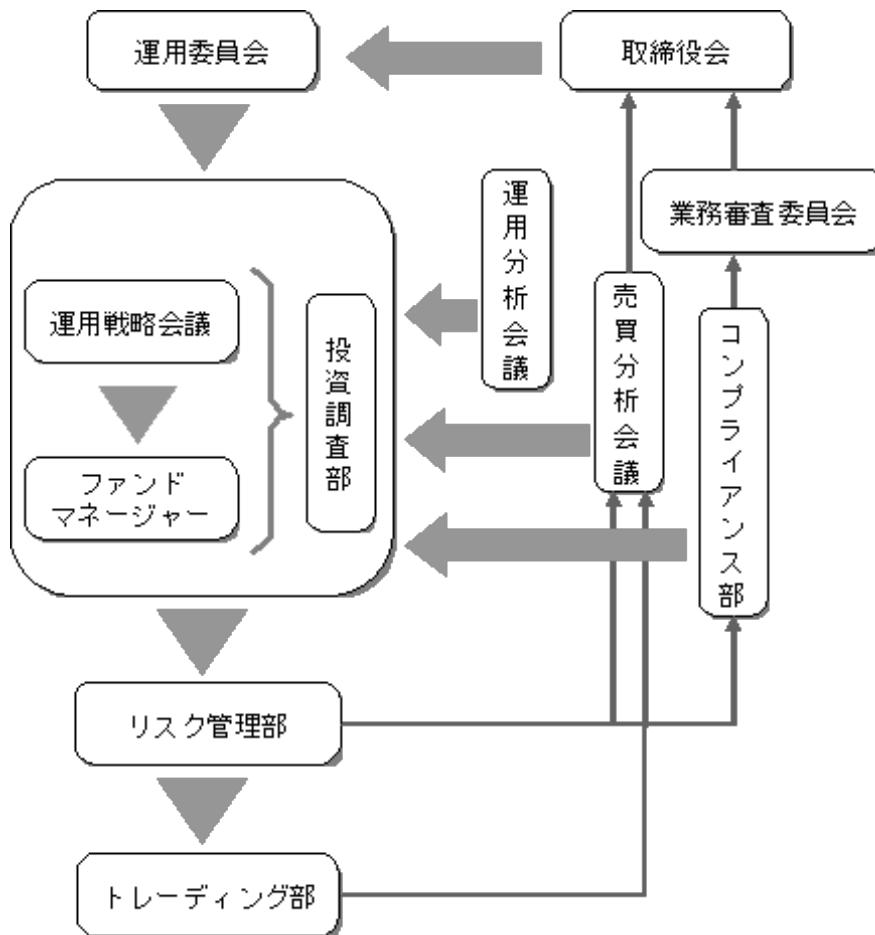 運用委員会
取締役会
業務審査委員会
運用分析会議
売買分析会議
コンプライアンス部
運用戦略会議
投資調査部
ファンド
マネージャー
リスク管理部
トレーディング部